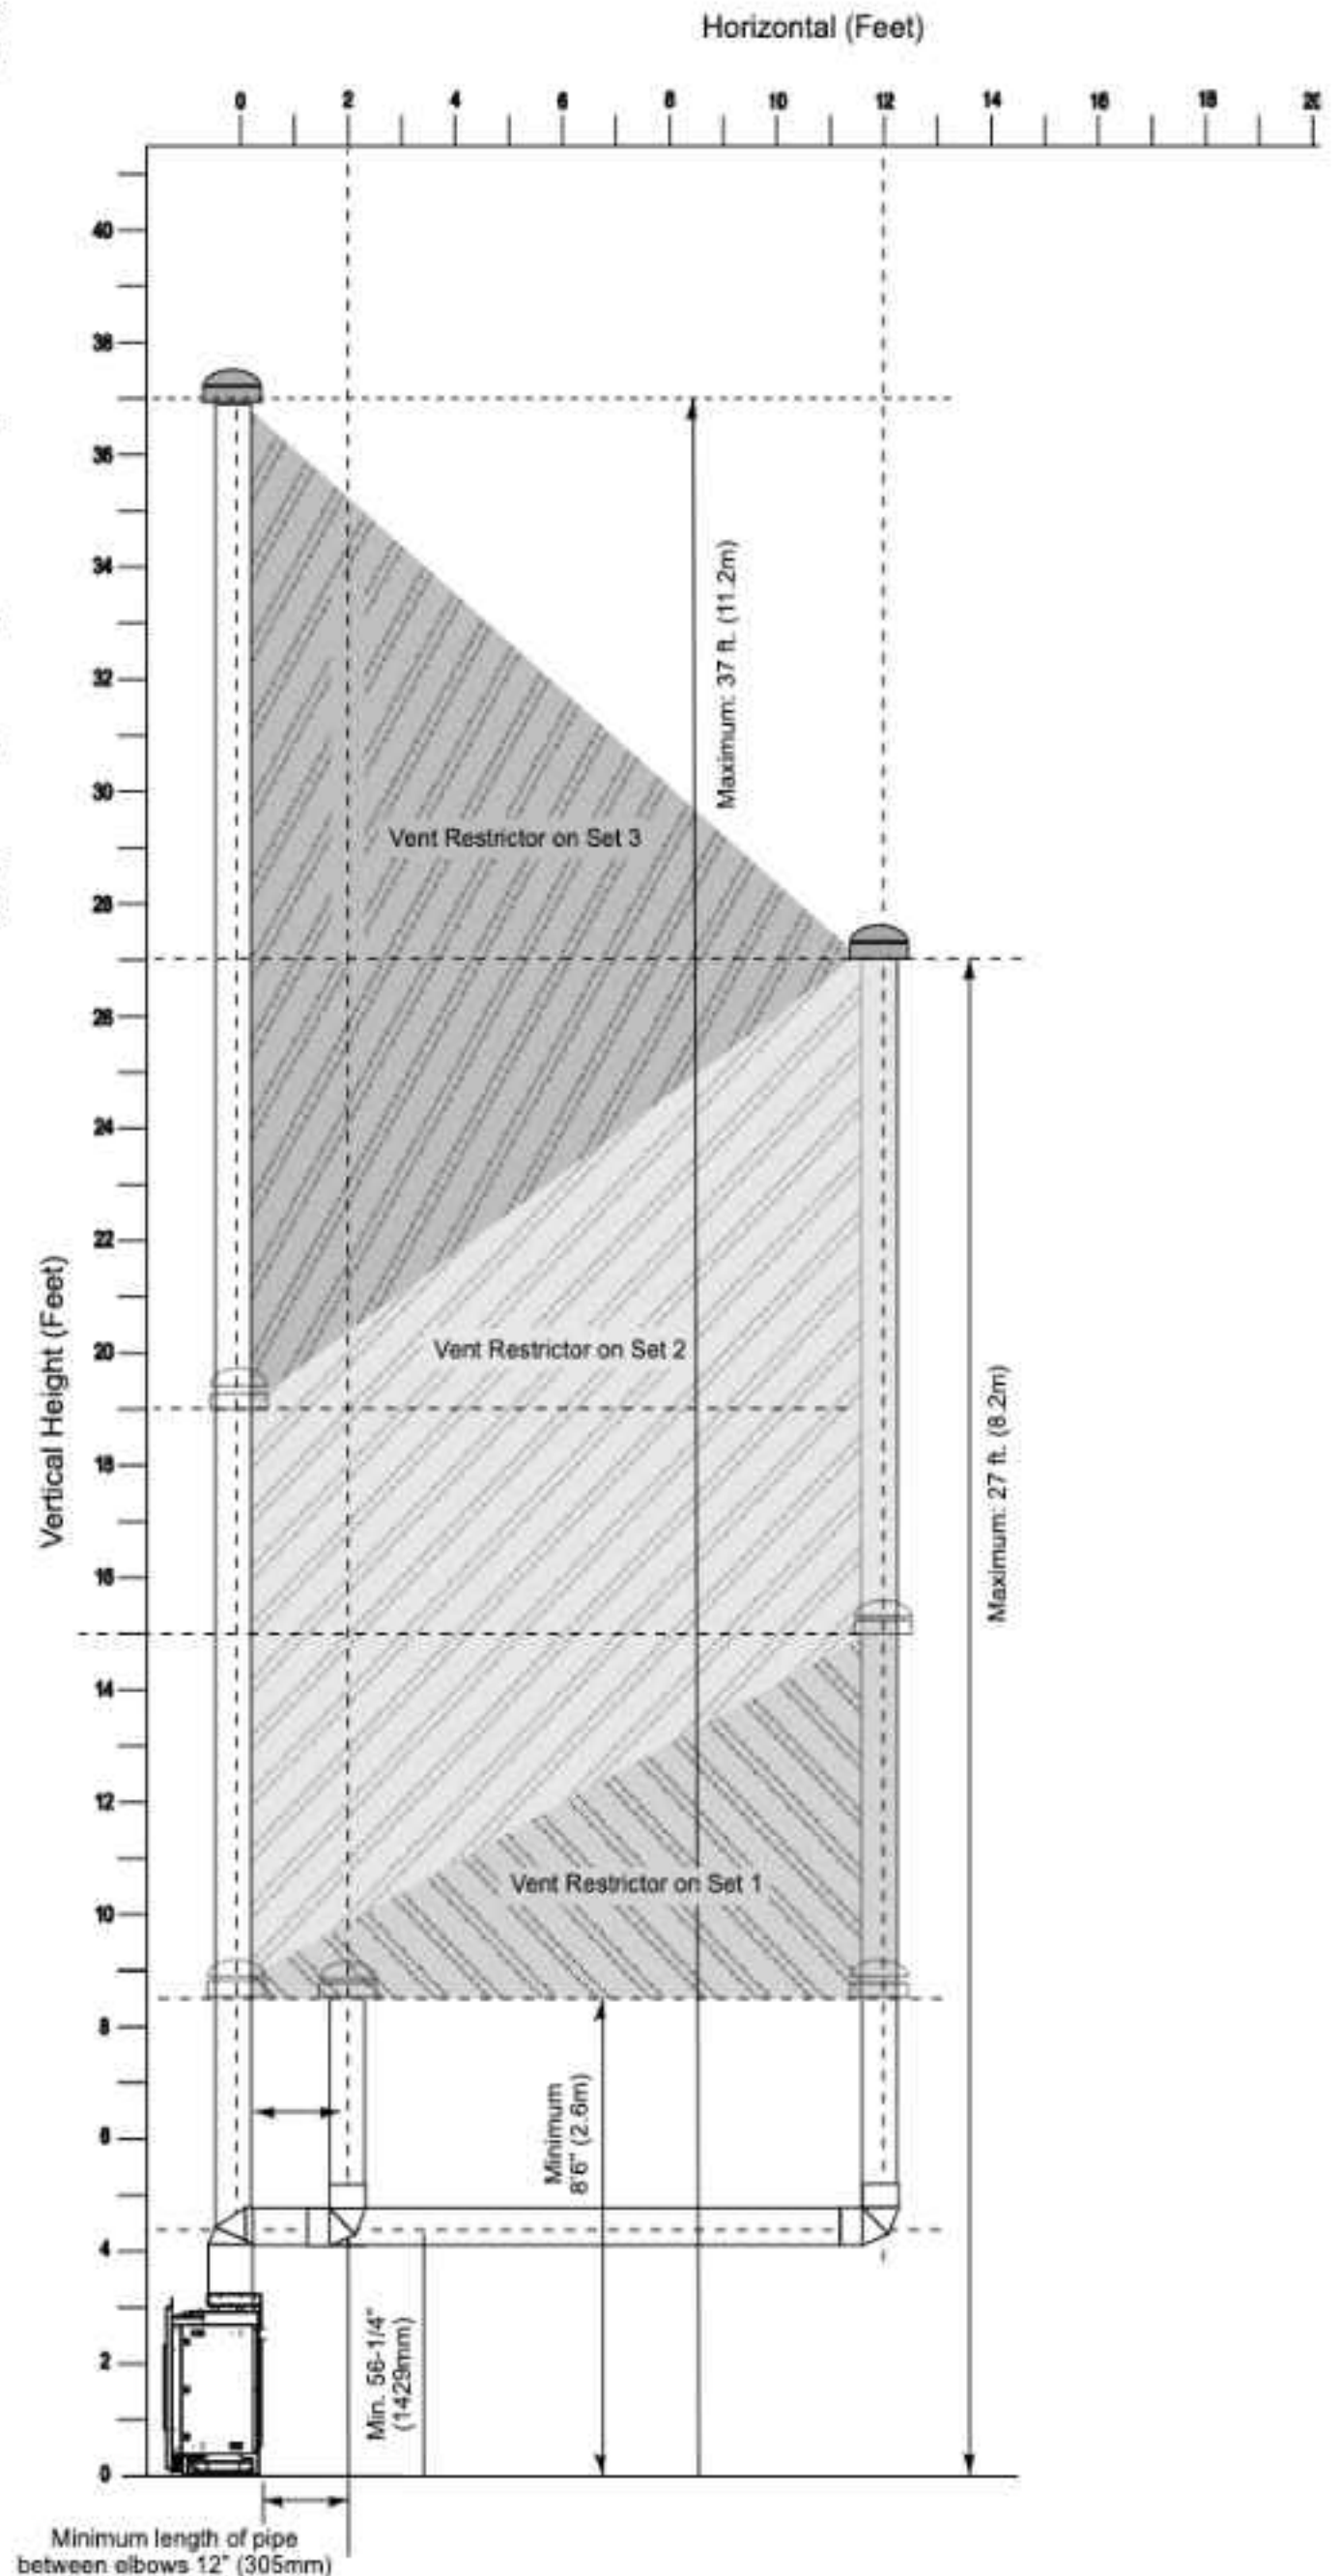 Horizontal (Feet)
0 2 4 6 8 10 12 14 16 18 20
40
38
36
34
32
30
28
26
24
22
20
18
16
14
12
10
8
6
4
2
0
Vertical Height (Feet)
Maximum: 37 ft. (11.2m)
Vent Restrictor on Set 3
Vent Restrictor on Set 2
Maximum: 27 ft. (8.2m)
Vent Restrictor on Set 1
Minimum
8'6" (2.6m)
Min. 56-1/4"
(1429mm)
Minimum length of pipe
between elbows 12" (305mm)